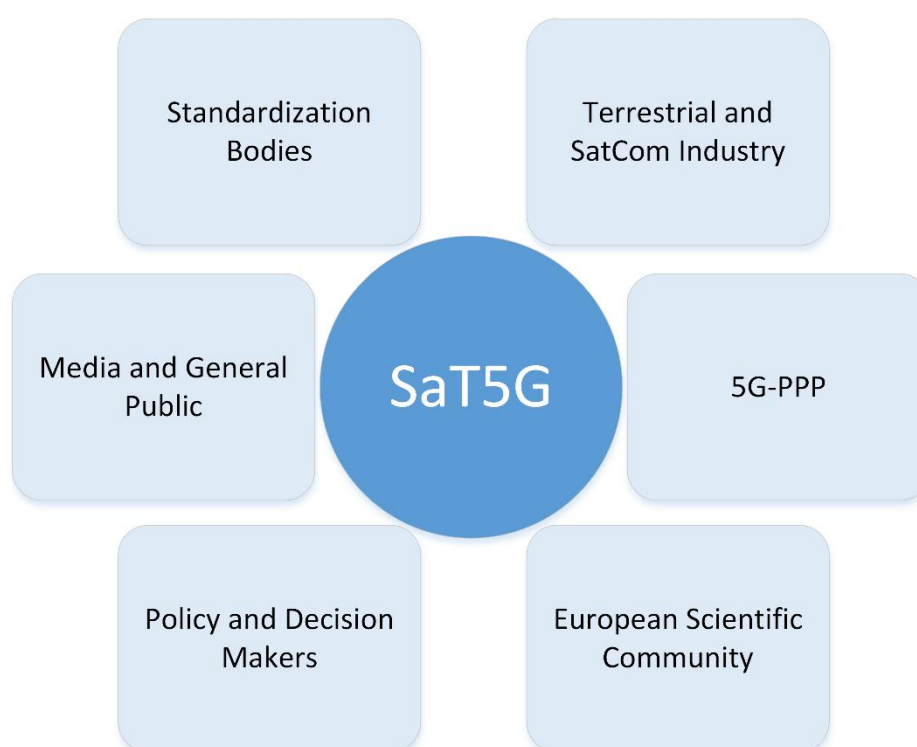 Standardization
Bodies
Terrestrial and
SatCom Industry
Media and General
Public
SaT5G
5G-PPP
Policy and Decision
Makers
European Scientific
Community